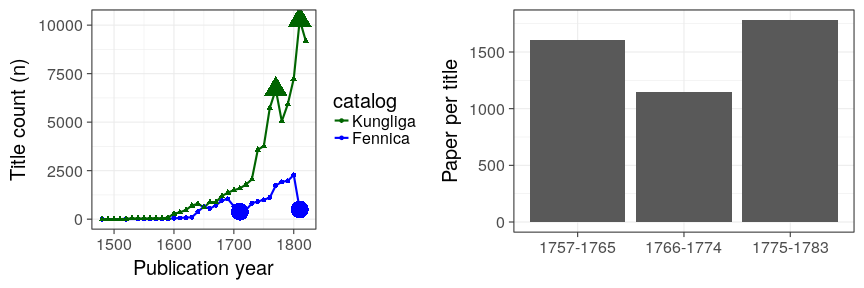 Title count (n)
10000
7500
5000
2500
0
1500 1600 1700 1800
Publication year
catalog
Kungliga
Fennica
Paper per title
1500
1000
500
0
1757-1765 1766-1774 1775-1783